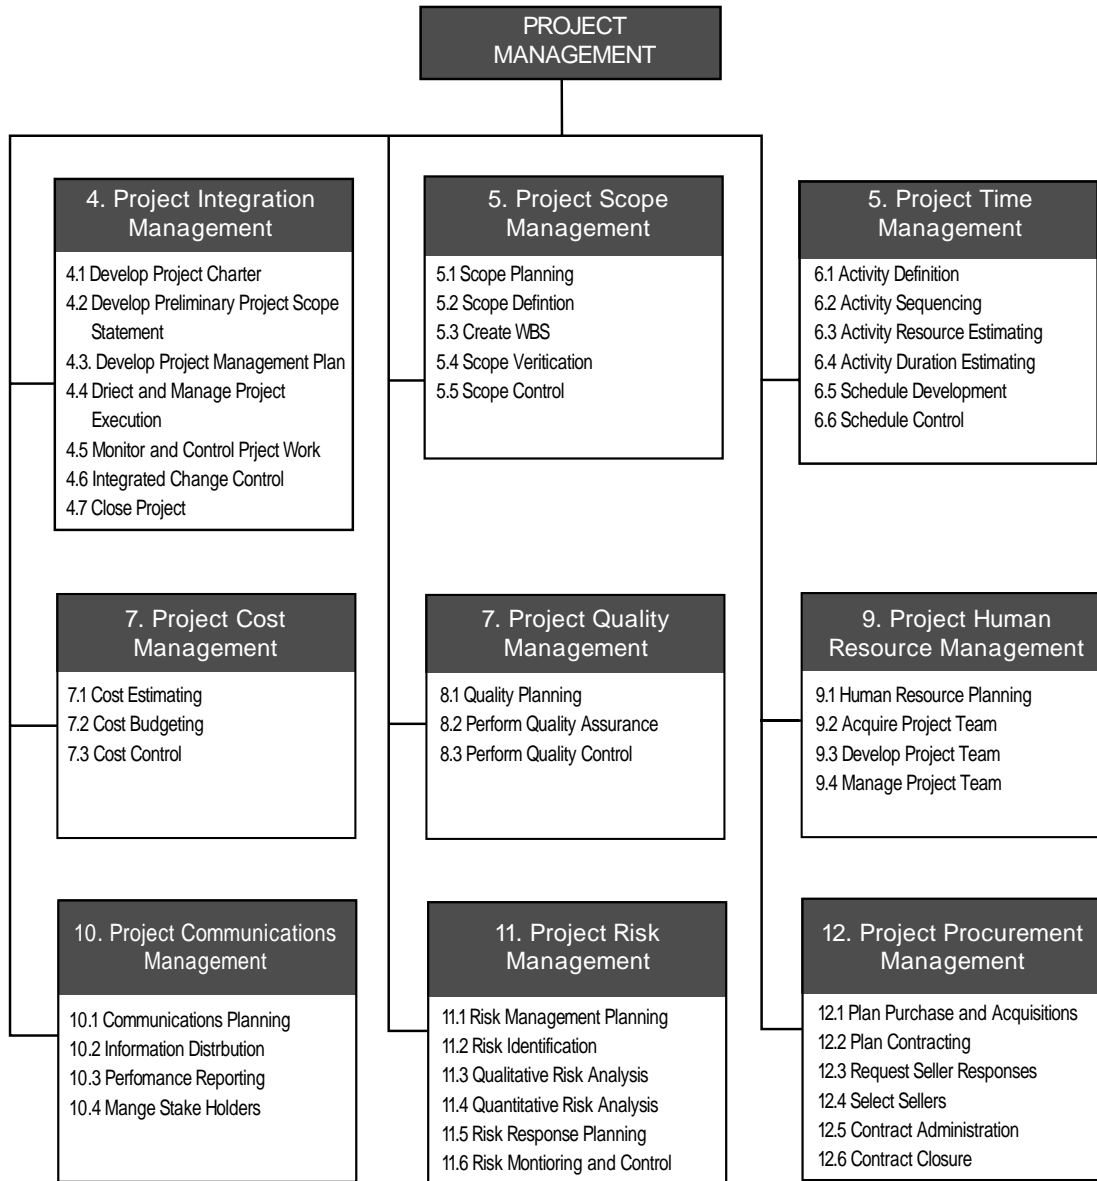 PROJECT
MANAGEMENT
4. Project Integration
Management
4.1 Develop Project Charter
4.2 Develop Preliminary Project Scope
Statement
4.3. Develop Project Management Plan
4.4 Driect and Manage Project
Execution
4.5 Monitor and Control Prject Work
4.6 Integrated Change Control
4.7 Close Project
5. Project Scope
Management
5.1 Scope Planning
5.2 Scope Defintion
5.3 Create WBS
5.4 Scope Veritication
5.5 Scope Control
5. Project Time
Management
6.1 Activity Definition
6.2 Activity Sequencing
6.3 Activity Resource Estimating
6.4 Activity Duration Estimating
6.5 Schedule Development
6.6 Schedule Control
7. Project Cost
Management
7.1 Cost Estimating
7.2 Cost Budgeting
7.3 Cost Control
7. Project Quality
Management
8.1 Quality Planning
8.2 Perform Quality Assurance
8.3 Perform Quality Control
9. Project Human
Resource Management
9.1 Human Resource Planning
9.2 Acquire Project Team
9.3 Develop Project Team
9.4 Manage Project Team
10. Project Communications
Management
10.1 Communications Planning
10.2 Information Distrbution
10.3 Perfomance Reporting
10.4 Mange Stake Holders
11. Project Risk
Management
11.1 Risk Management Planning
11.2 Risk Identification
11.3 Qualitative Risk Analysis
11.4 Quantitative Risk Analysis
11.5 Risk Response Planning
11.6 Risk Montioring and Control
12. Project Procurement
Management
12.1 Plan Purchase and Acquisitions
12.2 Plan Contracting
12.3 Request Seller Responses
12.4 Select Sellers
12.5 Contract Administration
12.6 Contract Closure